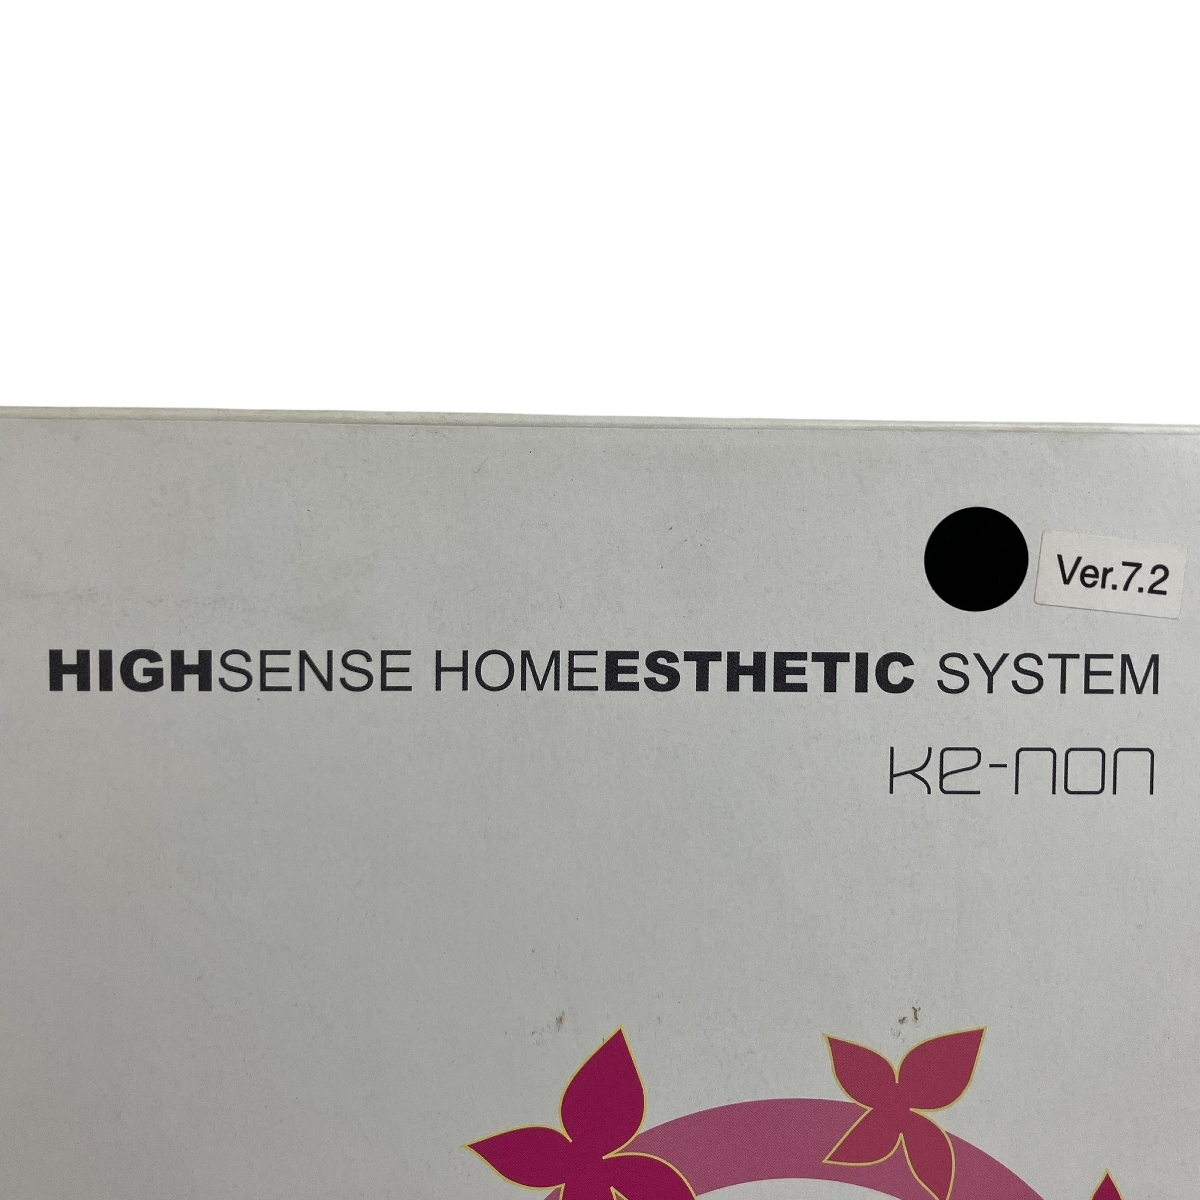 Ver.7.2
HIGHSENSE HOMEESTHETIC SYSTEM
ke-non